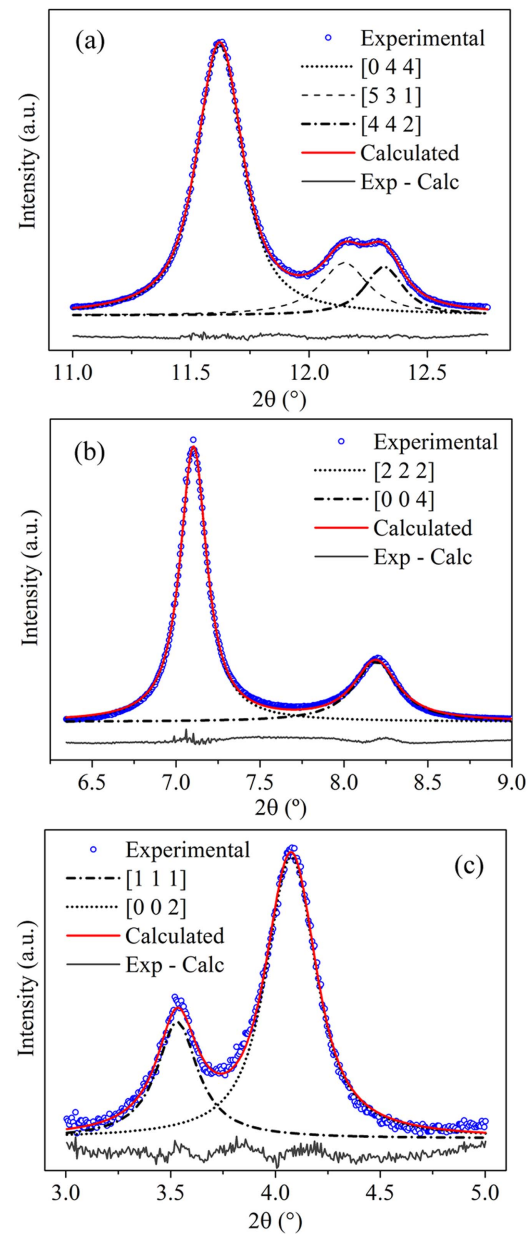 (a)
Experimental
[0 4 4]
[5 3 1]
[4 4 2]
Calculated
Exp - Calc
Intensity (a.u.)
11.0 11.5 12.0 12.5
2θ (°)
(b)
Experimental
[2 2 2]
[0 0 4]
Calculated
Exp - Calc
Intensity (a.u.)
6.5 7.0 7.5 8.0 8.5 9.0
2θ (º)
(c)
Experimental
[1 1 1]
[0 0 2]
Calculated
Exp - Calc
Intensity (a.u.)
3.0 3.5 4.0 4.5 5.0
2θ (°)